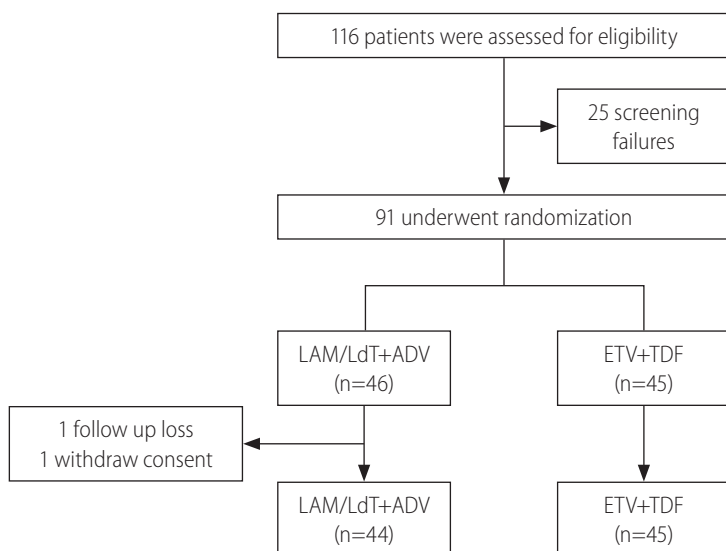 116 patients were assessed for eligibility
25 screening
failures
91 underwent randomization
LAM/LdT+ADV
(n=46)
ETV+TDF
(n=45)
1 follow up loss
1 withdraw consent
LAM/LdT+ADV
(n=44)
ETV+TDF
(n=45)